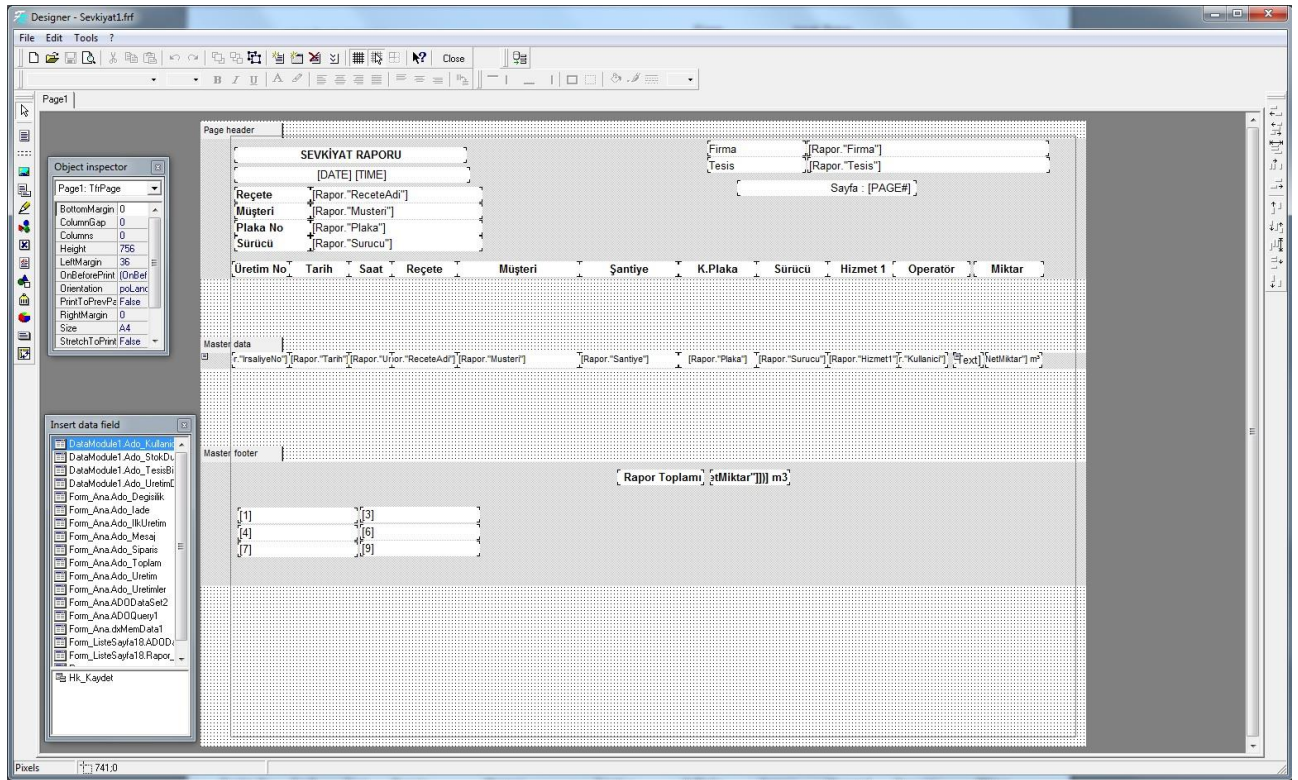 Designer - Sevkiyat1.frf
File Edit Tools ?
Close
B I U A
Page1
Object inspector
Page1: TfrPage
BottomMargin 0
ColumnGap 0
Columns 0
Height 756
LeftMargin 36
OnBeforePrint (OnBef
Orientation poLand
PrintToPrevPa False
RightMargin 0
Size A4
StretchToPrint False
Insert data field
DataModule1.Ado_Kullanic
DataModule1.Ado_StokDu
DataModule1.Ado_TesisBi
DataModule1.Ado_UretimD
Form_Ana.Ado_Degisilik
Form_Ana.Ado_Iade
Form_Ana.Ado_IlkUretim
Form_Ana.Ado_Mesaj
Form_Ana.Ado_Siparis
Form_Ana.Ado_Toplam
Form_Ana.Ado_Uretim
Form_Ana.Ado_Uretimler
Form_Ana.ADODataSet2
Form_Ana.ADOQuery1
Form_Ana.dxMemData1
Form_ListeSayfa18.ADODa
Form_ListeSayfa18.Rapor_
Hk_Kaydet
Page header
SEVKİYAT RAPORU
[DATE] [TIME]
Firma [Rapor."Firma"]
Tesis [Rapor."Tesis"]
Sayfa : [PAGE#]
Reçete [Rapor."ReceteAdi"]
Müşteri [Rapor."Musteri"]
Plaka No [Rapor."Plaka"]
Sürücü [Rapor."Surucu"]
Üretim No Tarih Saat Reçete Müşteri Şantiye K.Plaka Sürücü Hizmet 1 Operatör Miktar
Master data
r."IrsaliyeNo"] [Rapor."Tarih"] [Rapor."Ur or."ReceteAdi"] [Rapor."Musteri"] [Rapor."Santiye"] [Rapor."Plaka"] [Rapor."Surucu"] [Rapor."Hizmet1" r."Kullanici"] Text] NetMiktar"] m³
Master footer
Rapor Toplamı etMiktar"]))] m3
[1] [3]
[4] [6]
[7] [9]
Pixels 741;0